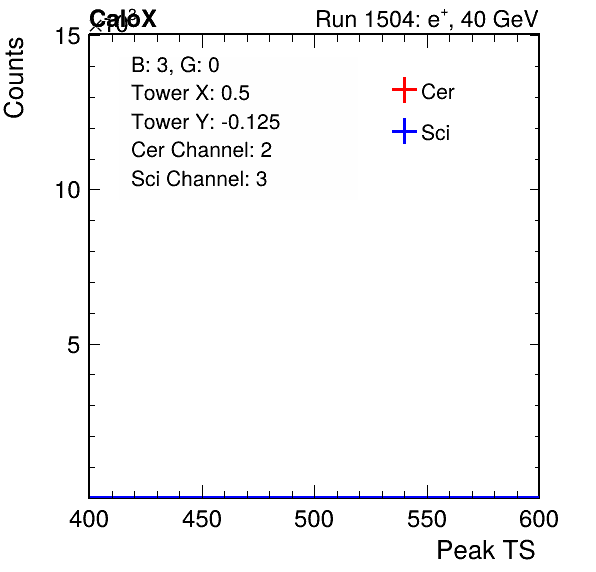 CaloX
×10³
Run 1504: e⁺, 40 GeV
Counts
15
10
5
B: 3, G: 0
Tower X: 0.5
Tower Y: -0.125
Cer Channel: 2
Sci Channel: 3
Cer
Sci
400 450 500 550 600
Peak TS